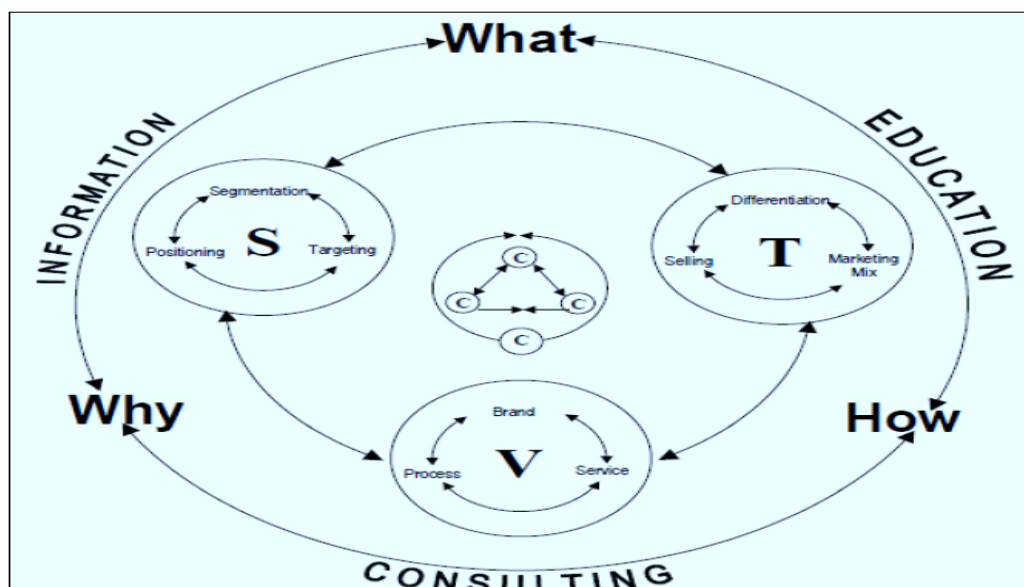 What
INFORMATION
EDUCATION
Segmentation
Positioning
S
Targeting
Differentiation
Selling
T
Marketing
Mix
C
C
C
C
Why
How
Brand
Process
V
Service
CONSULTING